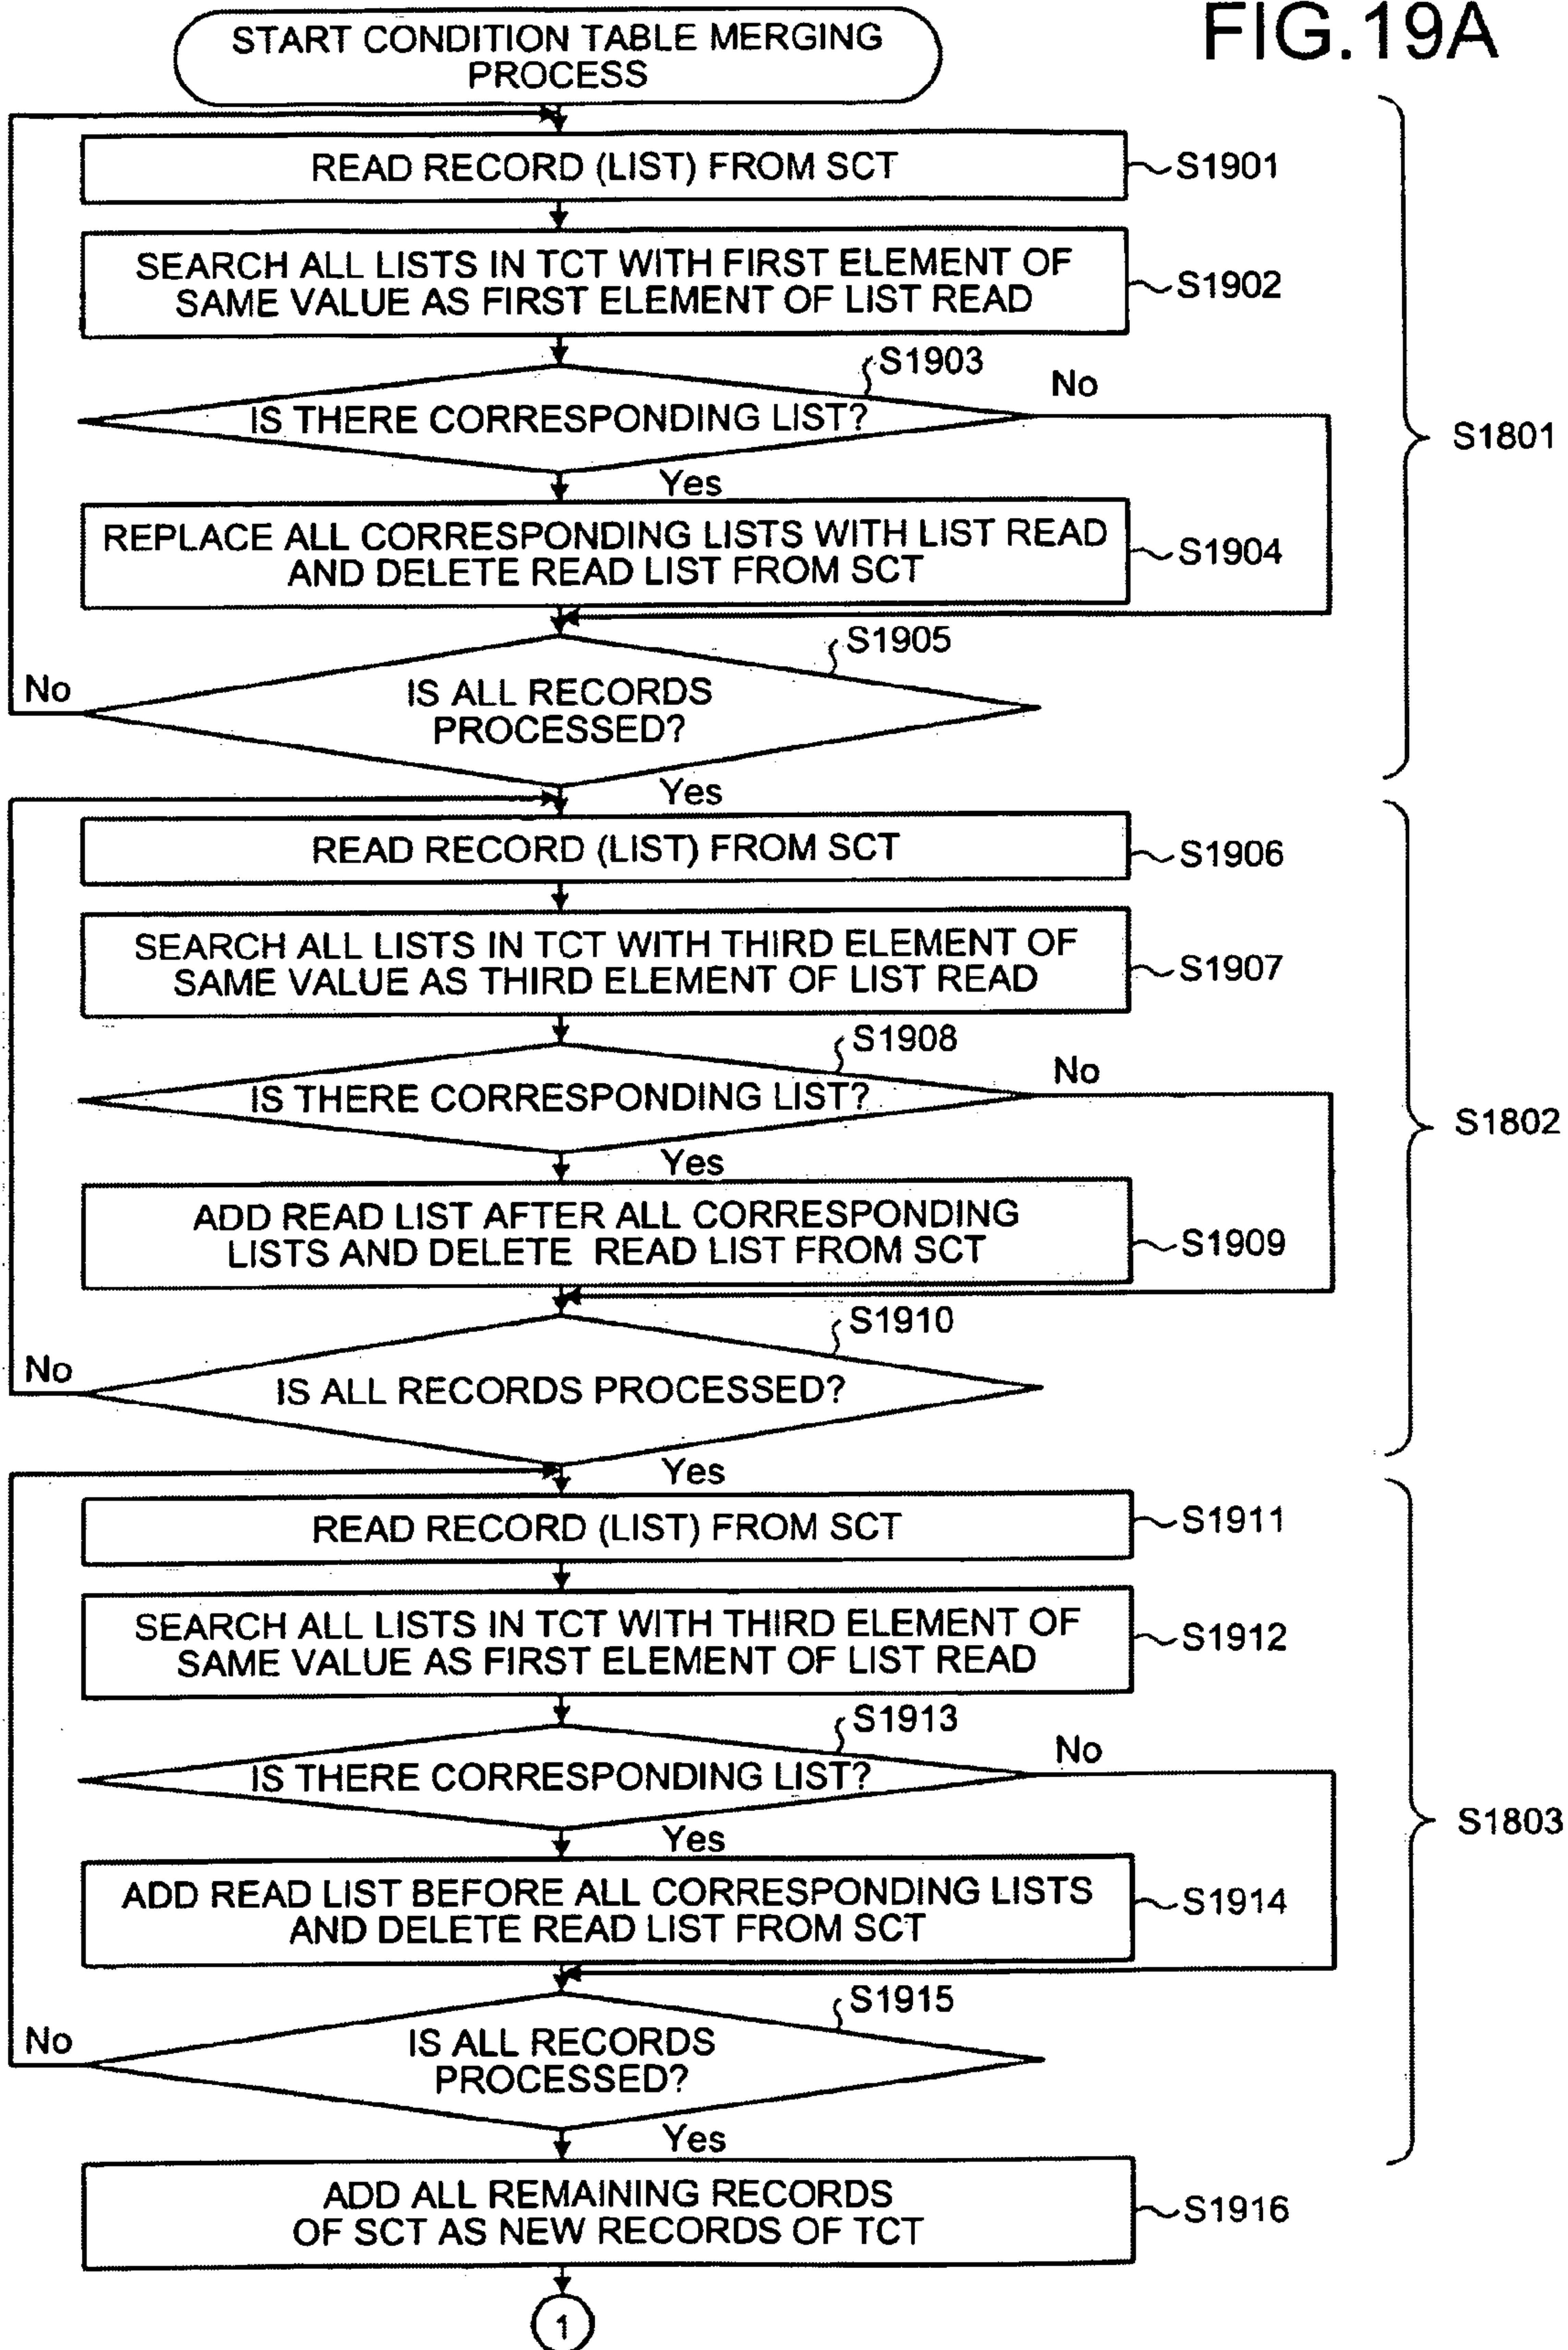 FIG.19A
START CONDITION TABLE MERGING
PROCESS
READ RECORD (LIST) FROM SCT
S1901
SEARCH ALL LISTS IN TCT WITH FIRST ELEMENT OF
SAME VALUE AS FIRST ELEMENT OF LIST READ
S1902
S1903
IS THERE CORRESPONDING LIST?
No
Yes
S1801
REPLACE ALL CORRESPONDING LISTS WITH LIST READ
AND DELETE READ LIST FROM SCT
S1904
S1905
IS ALL RECORDS
PROCESSED?
No
Yes
READ RECORD (LIST) FROM SCT
S1906
SEARCH ALL LISTS IN TCT WITH THIRD ELEMENT OF
SAME VALUE AS THIRD ELEMENT OF LIST READ
S1907
S1908
IS THERE CORRESPONDING LIST?
No
Yes
S1802
ADD READ LIST AFTER ALL CORRESPONDING
LISTS AND DELETE READ LIST FROM SCT
S1909
S1910
IS ALL RECORDS PROCESSED?
No
Yes
READ RECORD (LIST) FROM SCT
S1911
SEARCH ALL LISTS IN TCT WITH THIRD ELEMENT OF
SAME VALUE AS FIRST ELEMENT OF LIST READ
S1912
S1913
IS THERE CORRESPONDING LIST?
No
Yes
S1803
ADD READ LIST BEFORE ALL CORRESPONDING LISTS
AND DELETE READ LIST FROM SCT
S1914
S1915
IS ALL RECORDS
PROCESSED?
No
Yes
ADD ALL REMAINING RECORDS
OF SCT AS NEW RECORDS OF TCT
S1916
1